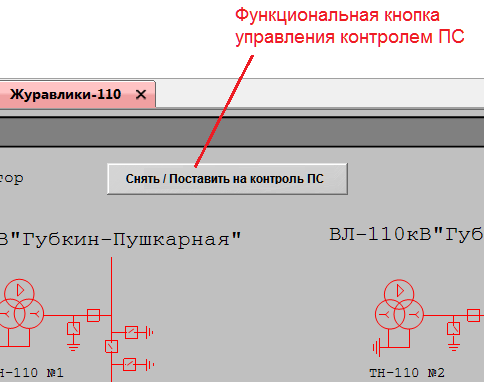 Функциональная кнопка
управления контролем ПС
Журавлики-110
тор
Снять / Поставить на контроль ПС
В"Губкин-Пушкарная"
ВЛ-110кВ"Губ
Н-110 №1
ТН-110 №2